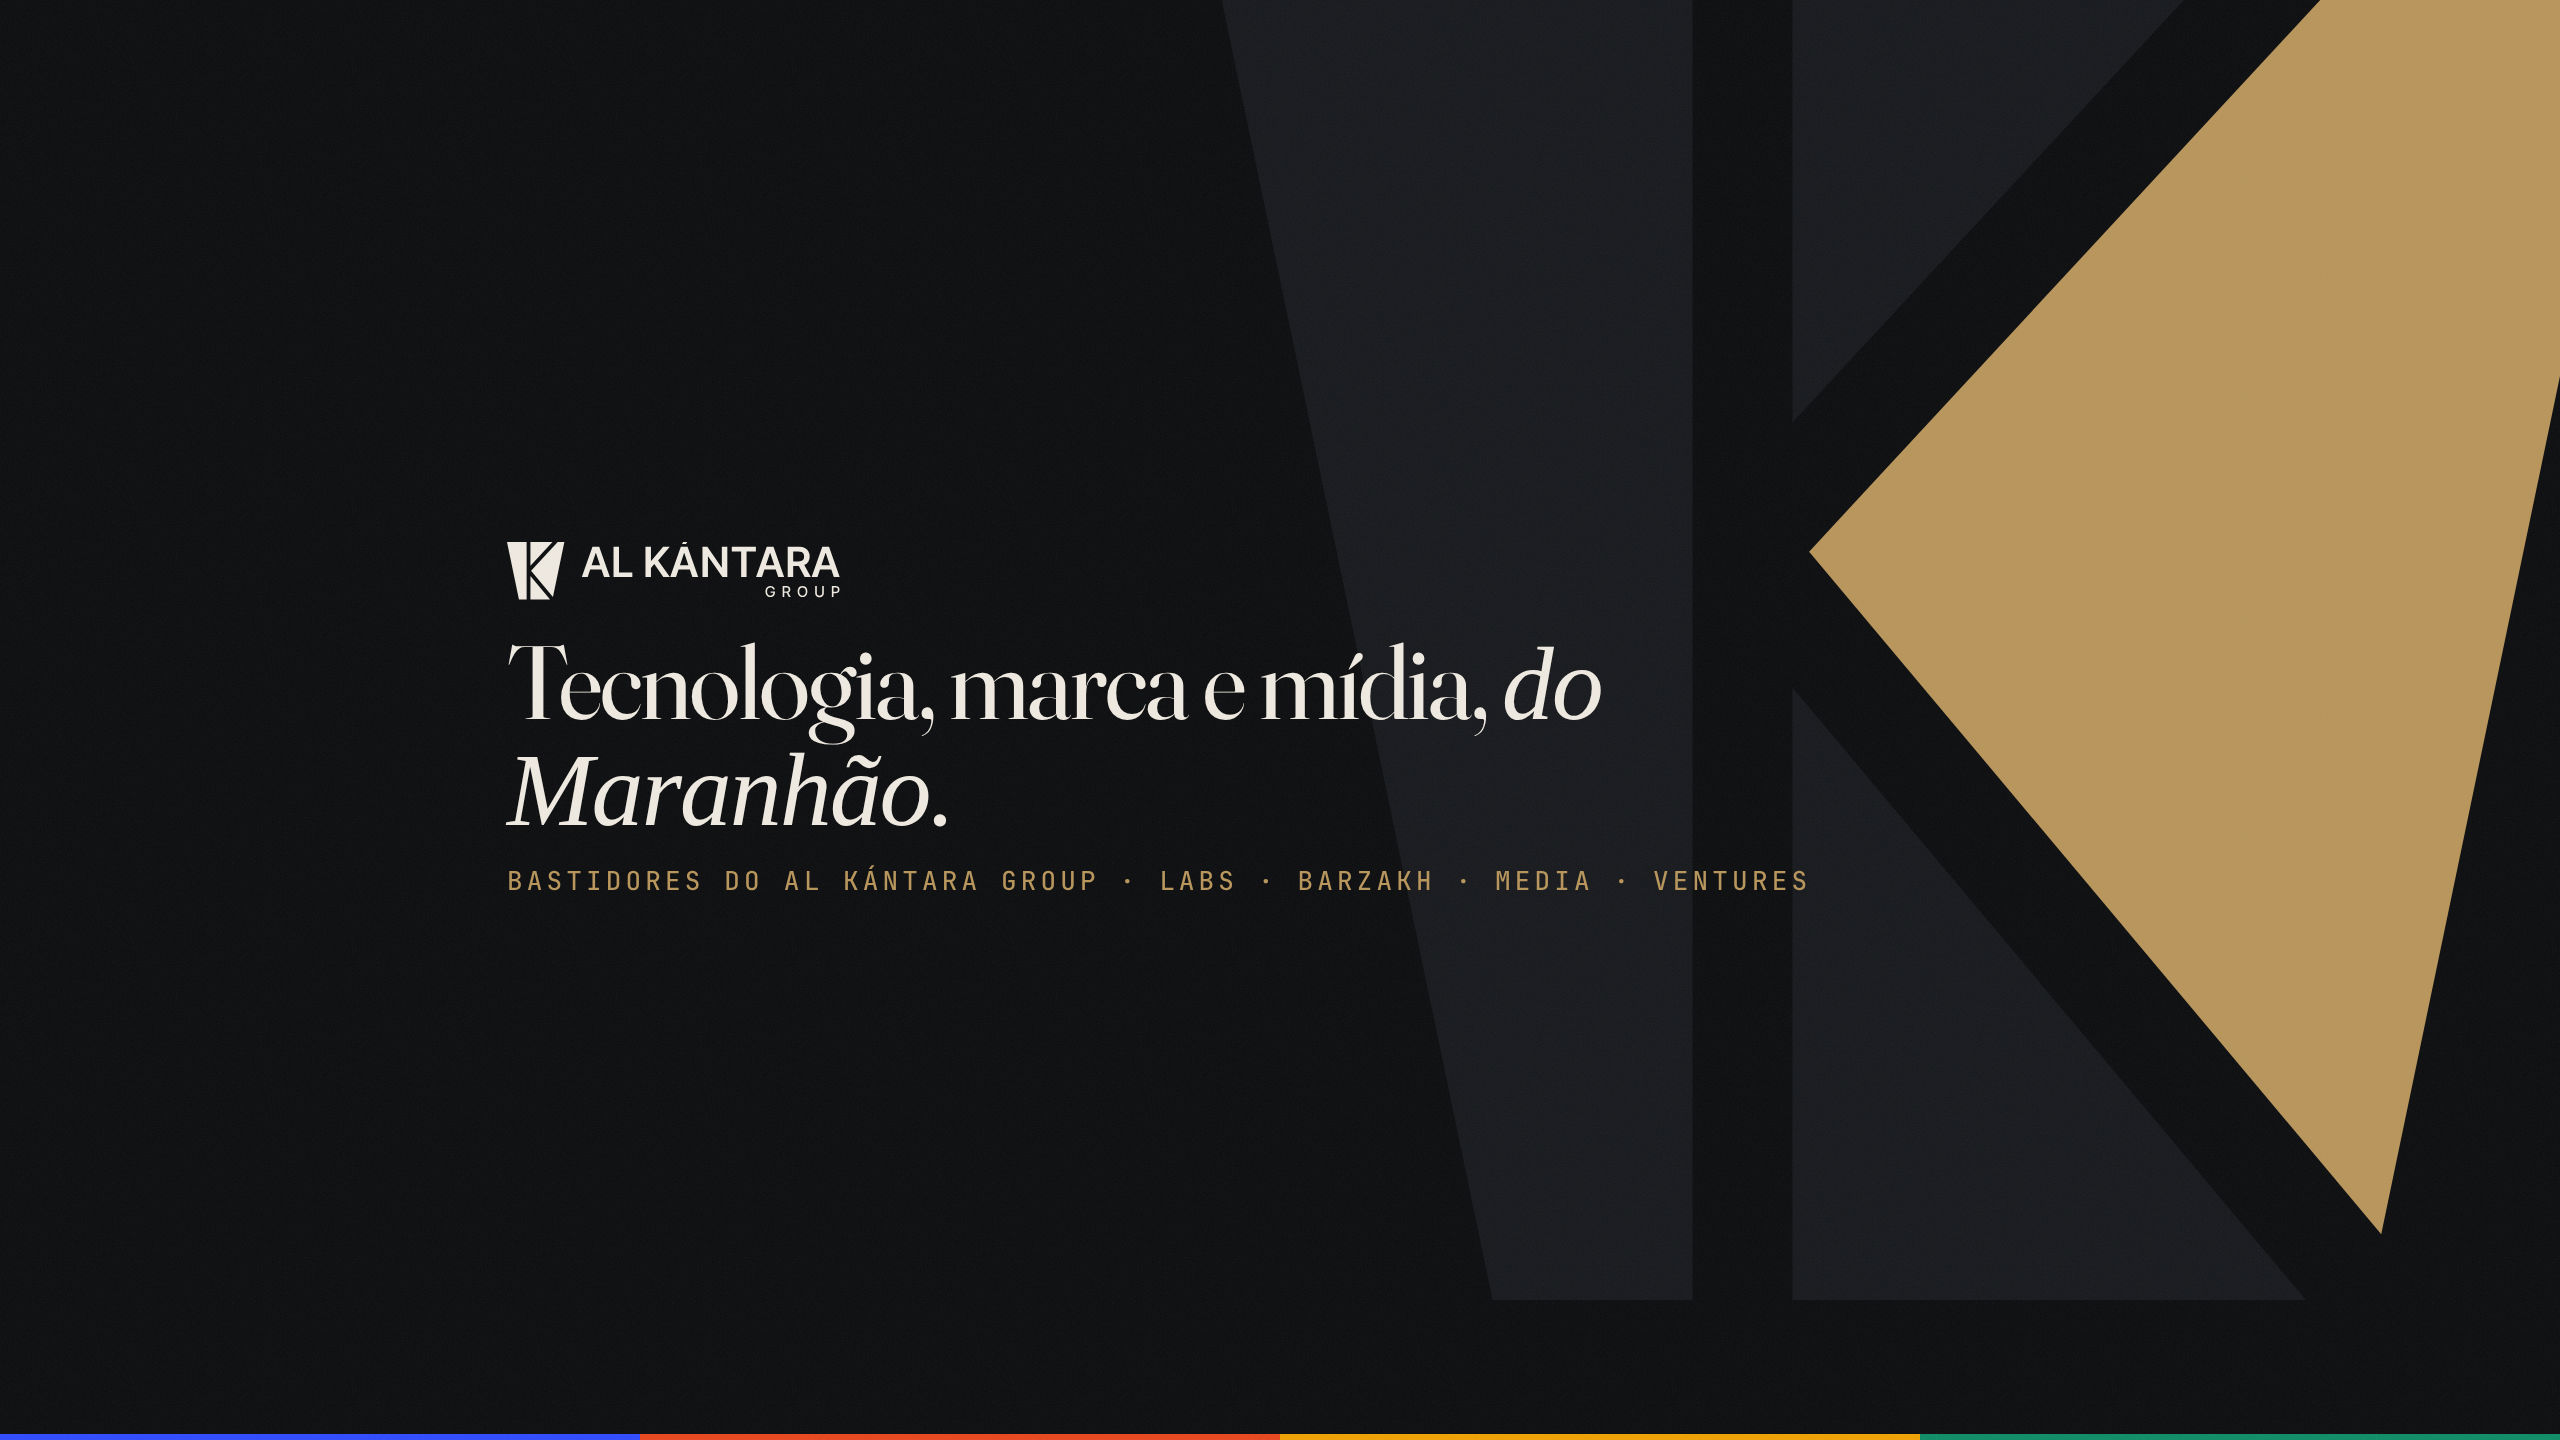 AL KÁNTARA
GROUP
Tecnologia, marca e mídia, do
Maranhão.
BASTIDORES DO AL KÁNTARA GROUP · LABS · BARZAKH · MEDIA · VENTURES